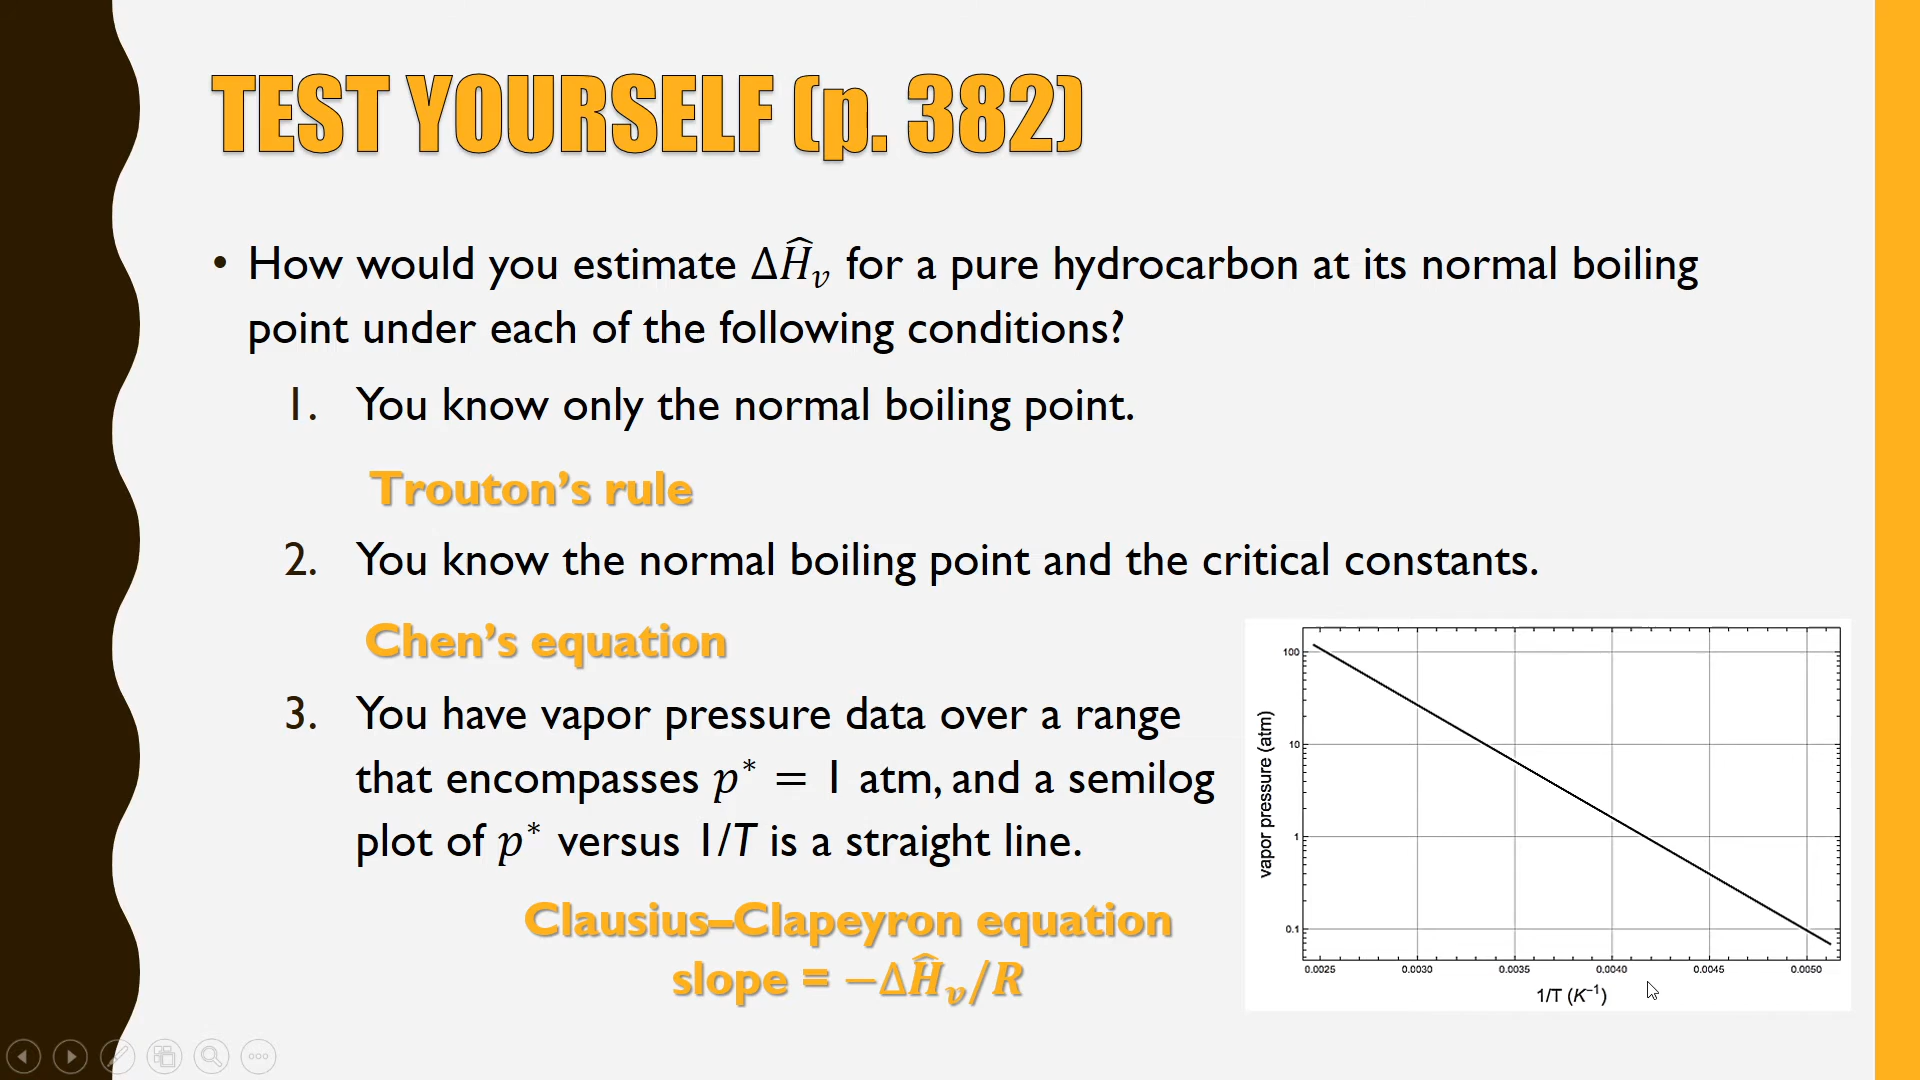 TEST YOURSELF (p. 382)
• How would you estimate ΔĤᵥ for a pure hydrocarbon at its normal boiling
point under each of the following conditions?
1. You know only the normal boiling point.
Trouton’s rule
2. You know the normal boiling point and the critical constants.
Chen’s equation
3. You have vapor pressure data over a range
that encompasses p* = 1 atm, and a semilog
plot of p* versus 1/T is a straight line.
Clausius–Clapeyron equation
slope = −ΔĤᵥ/R
vapor pressure (atm)
100
10
1
0.1
0.0025 0.0030 0.0035 0.0040 0.0045 0.0050
1/T (K⁻¹)